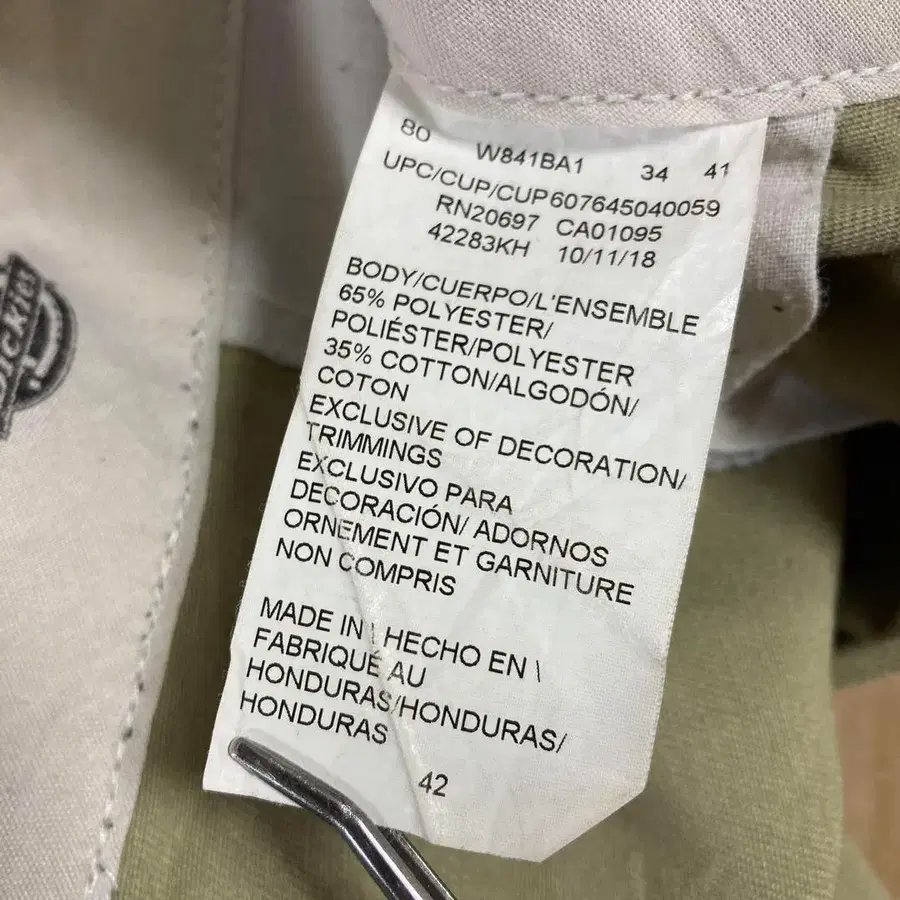 80 W841BA1 34 41
UPC/CUP/CUP607645040059
RN20697 CA01095
42283KH 10/11/18
BODY/CUERPO/L'ENSEMBLE
65% POLYESTER/
POLIÉSTER/POLYESTER
35% COTTON/ALGODÓN/
COTON
EXCLUSIVE OF DECORATION/
TRIMMINGS
EXCLUSIVO PARA
DECORACIÓN/ ADORNOS
ORNEMENT ET GARNITURE
NON COMPRIS
MADE IN \ HECHO EN \
FABRIQUÉ AU
HONDURAS/HONDURAS/
HONDURAS
42